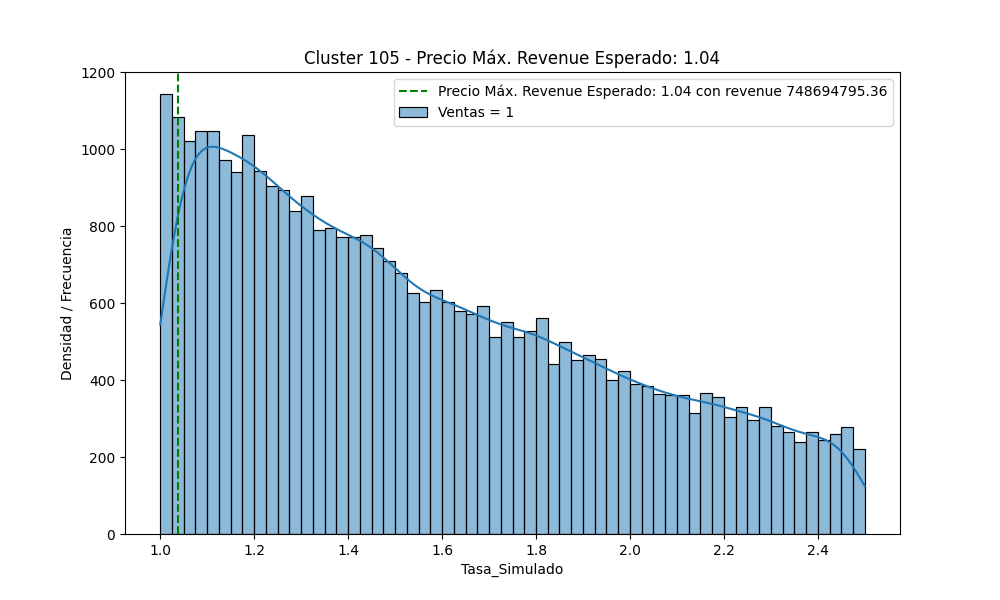 Cluster 105 - Precio Máx. Revenue Esperado: 1.04
Precio Máx. Revenue Esperado: 1.04 con revenue 748694795.36
Ventas = 1
Densidad / Frecuencia
1200
1000
800
600
400
200
0
1.0 1.2 1.4 1.6 1.8 2.0 2.2 2.4
Tasa_Simulado